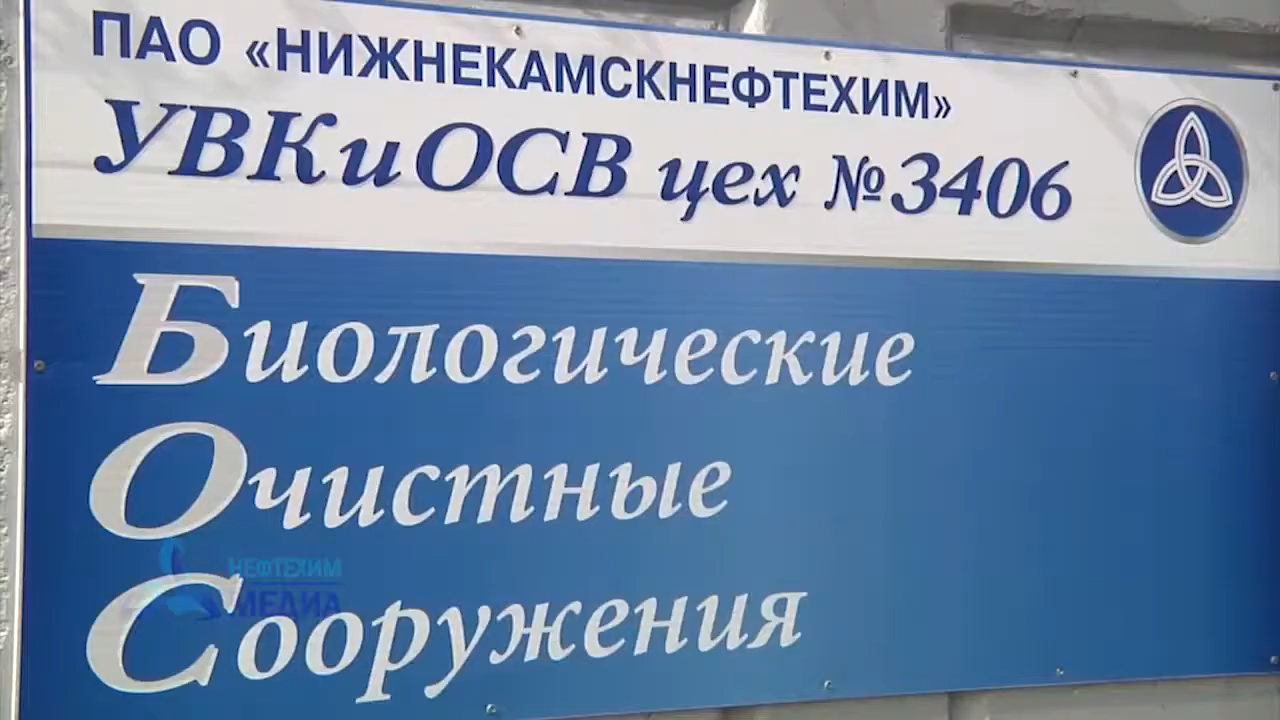 ПАО «НИЖНЕКАМСКНЕФТЕХИМ»
УВКиОСВ цех №3406
Биологические
Очистные
НЕФТЕХИМ
МЕДИА
Сооружения